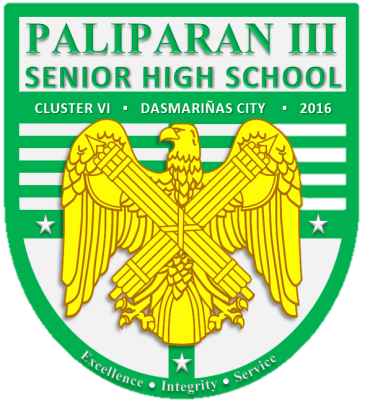 PALIPARAN III
SENIOR HIGH SCHOOL
CLUSTER VI ▪ DASMARIÑAS CITY ▪ 2016
Excellence ● Integrity ● Service